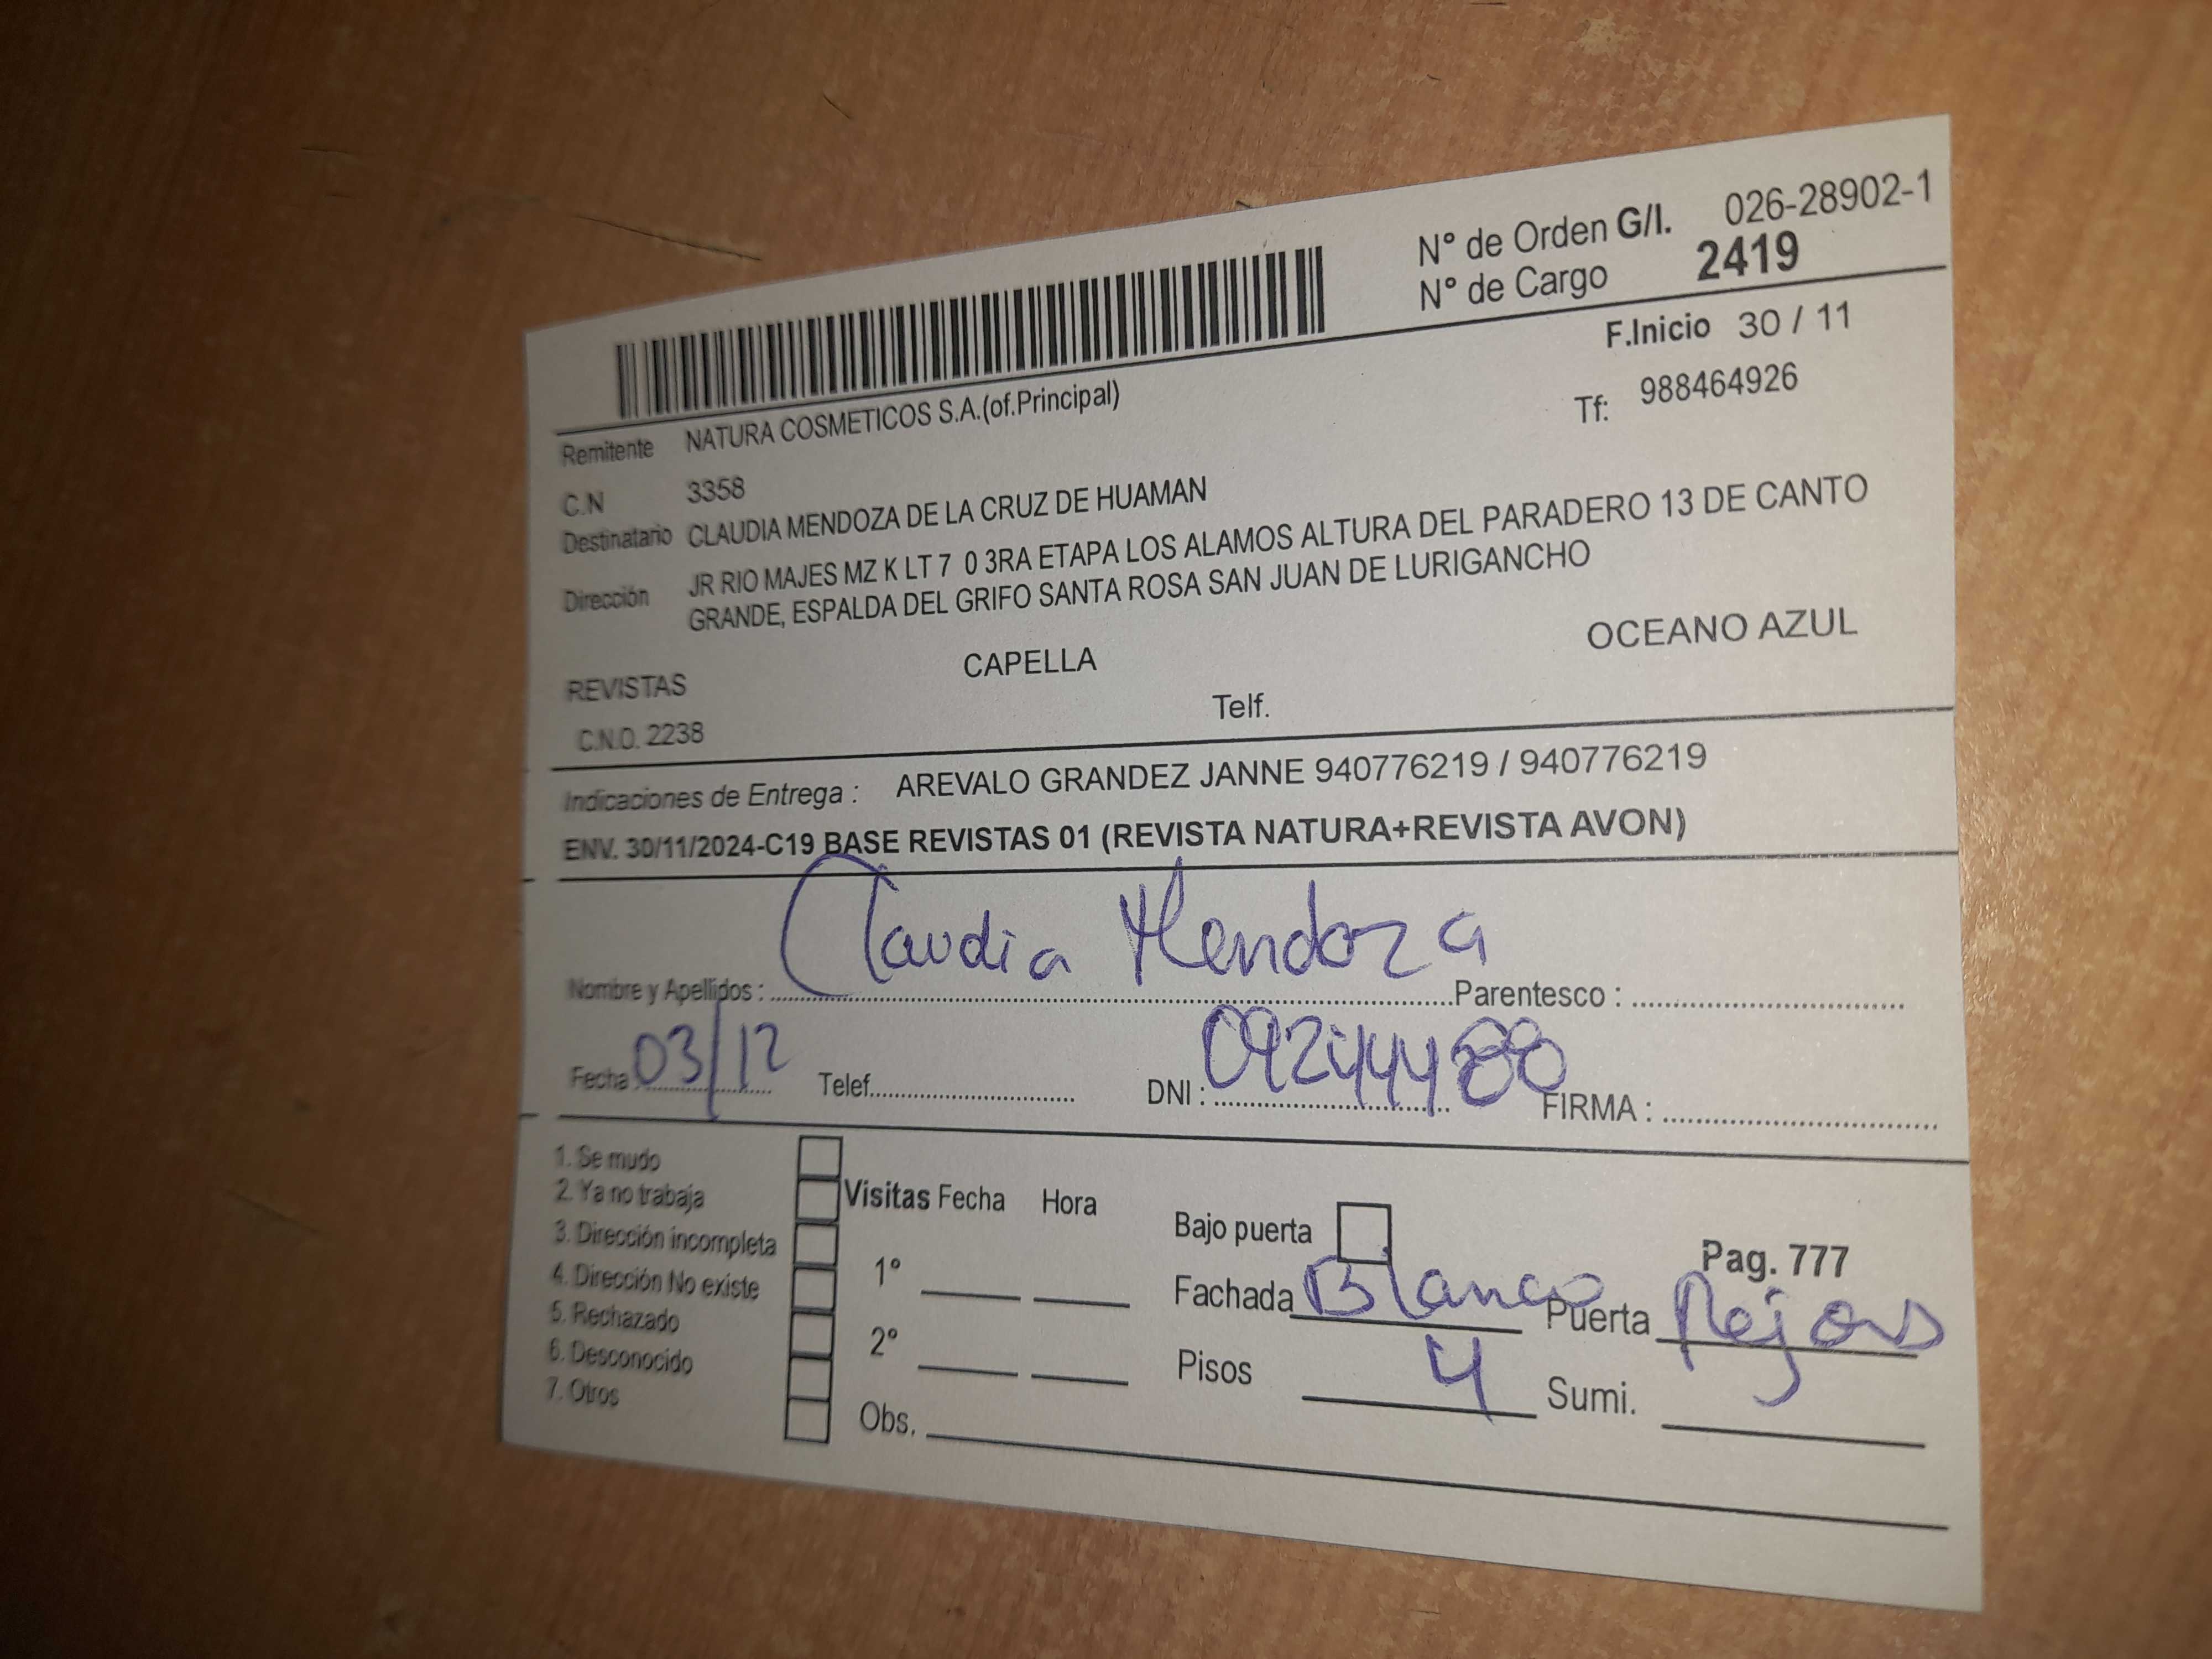 N° de Orden G/I. 026-28902-1
N° de Cargo 2419
F.Inicio 30 / 11
Remitente NATURA COSMETICOS S.A.(of.Principal)
Tf: 988464926
C.N 3358
Destinatario CLAUDIA MENDOZA DE LA CRUZ DE HUAMAN
Dirección JR RIO MAJES MZ K LT 7 0 3RA ETAPA LOS ALAMOS ALTURA DEL PARADERO 13 DE CANTO
GRANDE, ESPALDA DEL GRIFO SANTA ROSA SAN JUAN DE LURIGANCHO
REVISTAS CAPELLA OCEANO AZUL
C.N.O. 2238 Telf.
Indicaciones de Entrega : AREVALO GRANDEZ JANNE 940776219 / 940776219
ENV. 30/11/2024-C19 BASE REVISTAS 01 (REVISTA NATURA+REVISTA AVON)
Nombre y Apellidos : Claudia Mendoza Parentesco :
Fecha : 03/12 Telef. DNI : FIRMA :
1. Se mudo
2. Ya no trabaja
3. Dirección incompleta
4. Dirección No existe
5. Rechazado
6. Desconocido
7. Otros
Visitas Fecha Hora
1°
2°
Obs.
Bajo puerta
Pag. 777
Fachada Blanco Puerta Rejas
Pisos 4 Sumi.